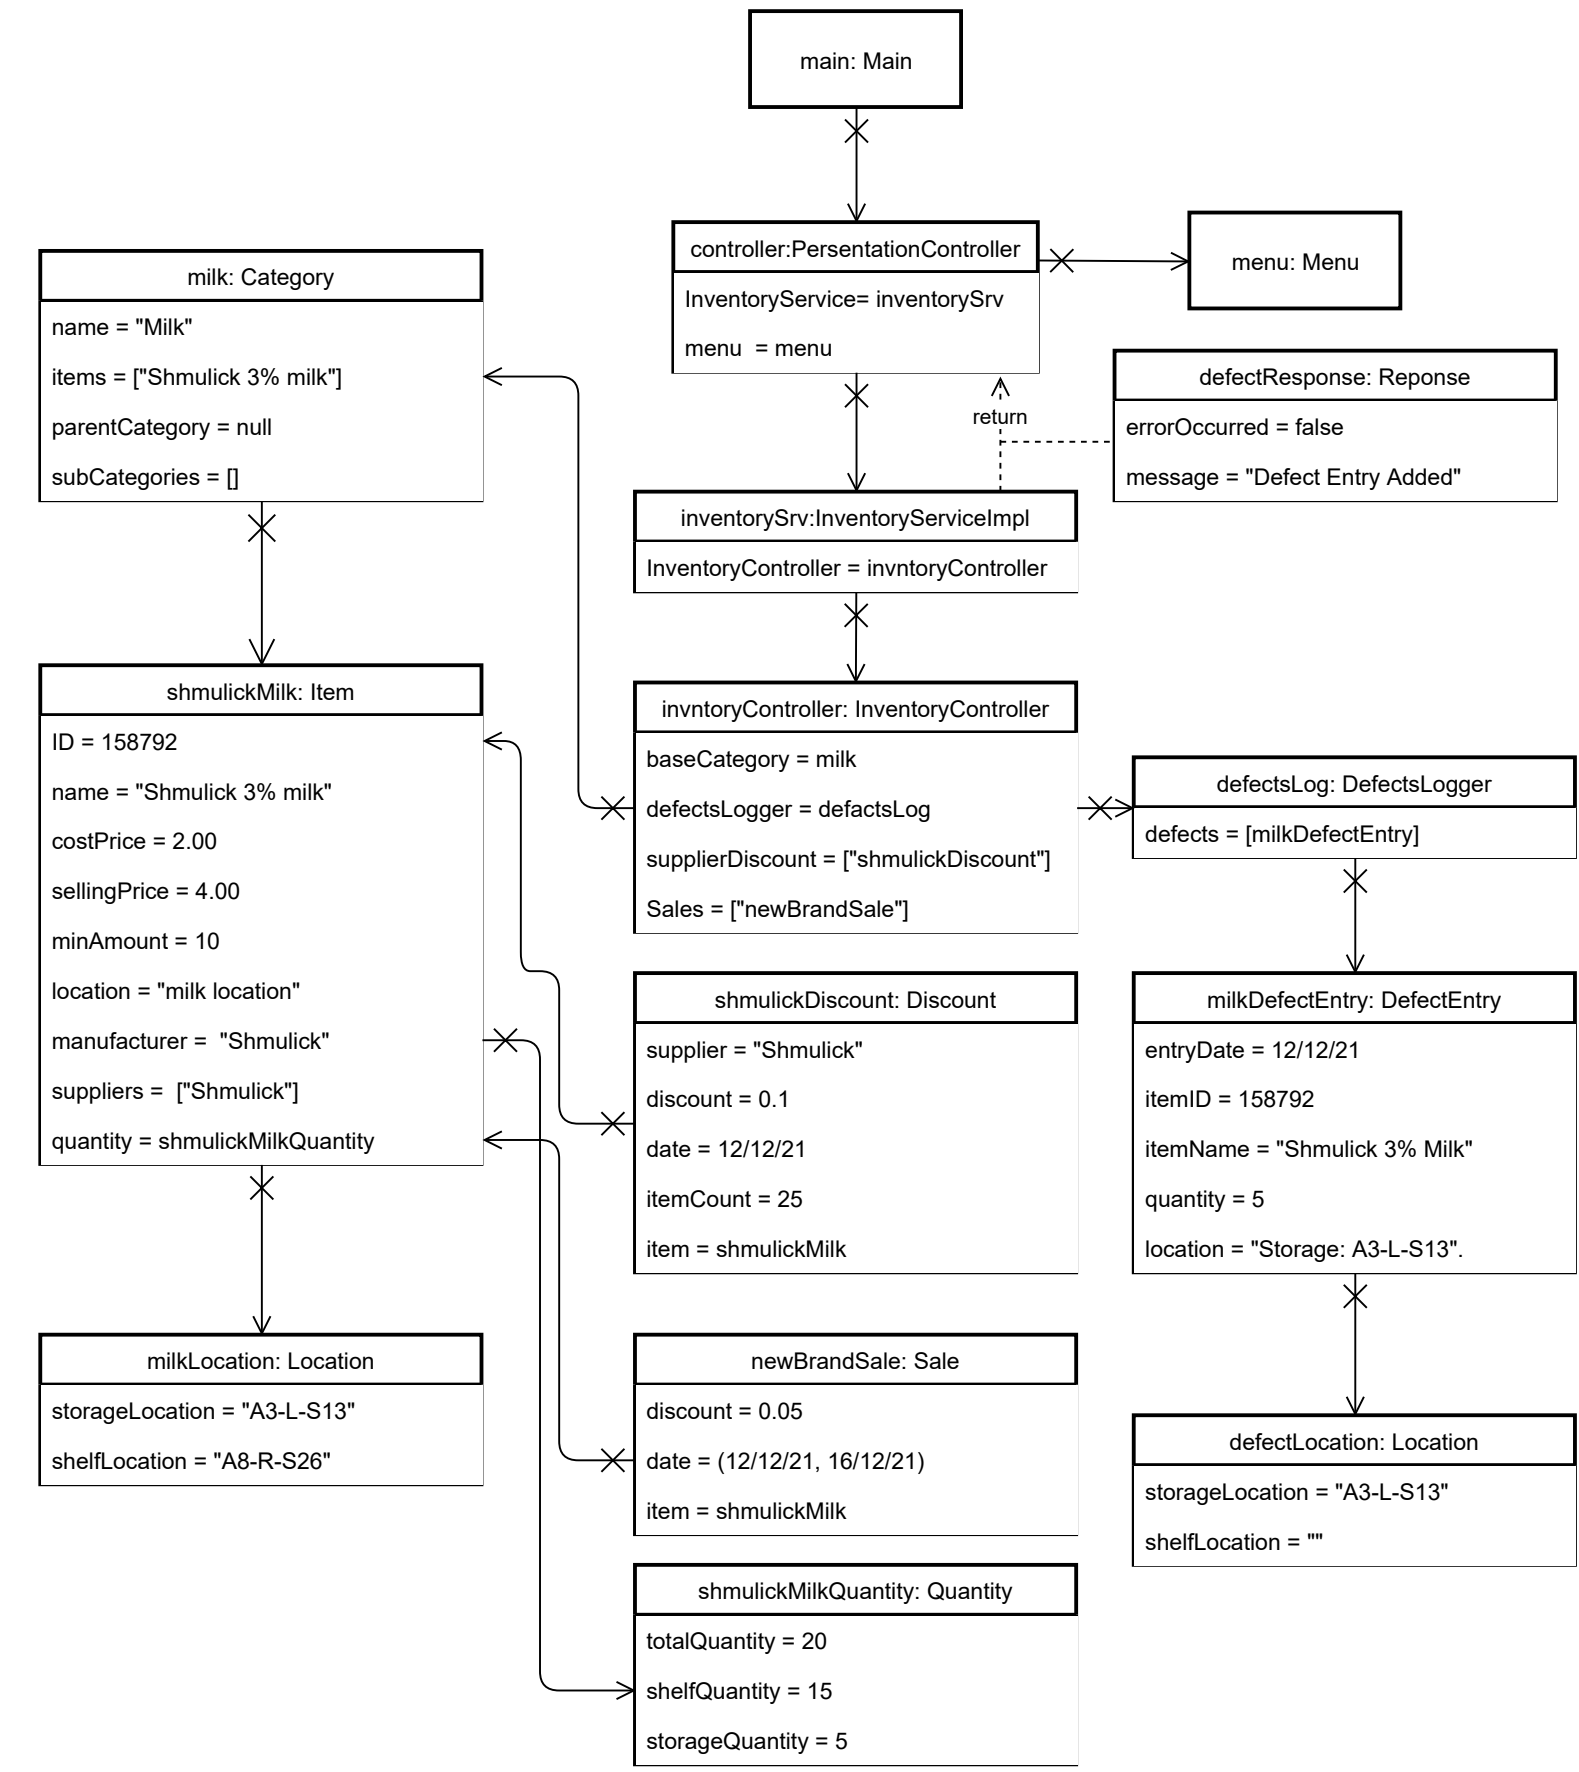 main: Main
controller:PersentationController
InventoryService= inventorySrv
menu  = menu
menu: Menu
milk: Category
name = "Milk"
items = ["Shmulick 3% milk"]
parentCategory = null
subCategories = []
defectResponse: Reponse
errorOccurred = false
message = "Defect Entry Added"
return
inventorySrv:InventoryServiceImpl
InventoryController = invntoryController
shmulickMilk: Item
ID = 158792
name = "Shmulick 3% milk"
costPrice = 2.00
sellingPrice = 4.00
minAmount = 10
location = "milk location"
manufacturer =  "Shmulick"
suppliers =  ["Shmulick"]
quantity = shmulickMilkQuantity
invntoryController: InventoryController
baseCategory = milk
defectsLogger = defactsLog
supplierDiscount = ["shmulickDiscount"]
Sales = ["newBrandSale"]
defectsLog: DefectsLogger
defects = [milkDefectEntry]
shmulickDiscount: Discount
supplier = "Shmulick"
discount = 0.1
date = 12/12/21
itemCount = 25
item = shmulickMilk
milkDefectEntry: DefectEntry
entryDate = 12/12/21
itemID = 158792
itemName = "Shmulick 3% Milk"
quantity = 5
location = "Storage: A3-L-S13".
milkLocation: Location
storageLocation = "A3-L-S13"
shelfLocation = "A8-R-S26"
newBrandSale: Sale
discount = 0.05
date = (12/12/21, 16/12/21)
item = shmulickMilk
defectLocation: Location
storageLocation = "A3-L-S13"
shelfLocation = ""
shmulickMilkQuantity: Quantity
totalQuantity = 20
shelfQuantity = 15
storageQuantity = 5